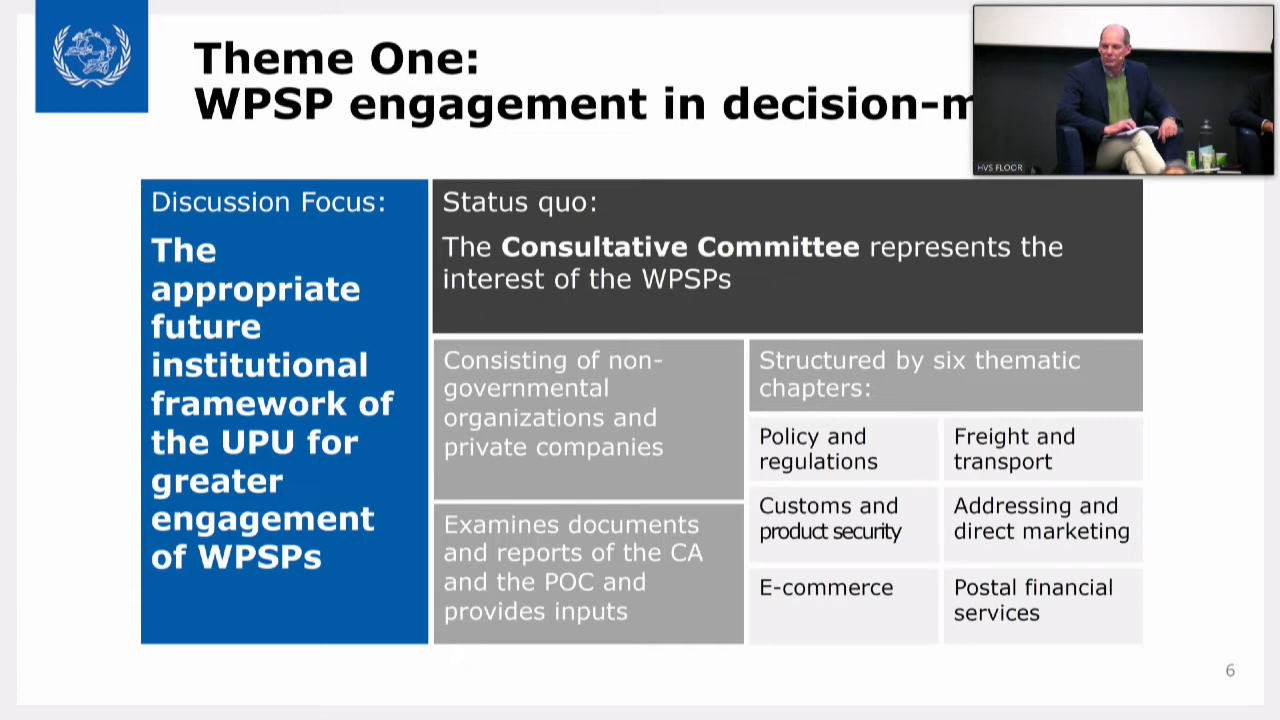 Theme One:
WPSP engagement in decision-m
HVS FLOOR
Discussion Focus:
The
appropriate
future
institutional
framework of
the UPU for
greater
engagement
of WPSPs
Status quo:
The Consultative Committee represents the
interest of the WPSPs
Consisting of non-
governmental
organizations and
private companies
Examines documents
and reports of the CA
and the POC and
provides inputs
Structured by six thematic
chapters:
Policy and
regulations
Freight and
transport
Customs and
product security
Addressing and
direct marketing
E-commerce
Postal financial
services
6